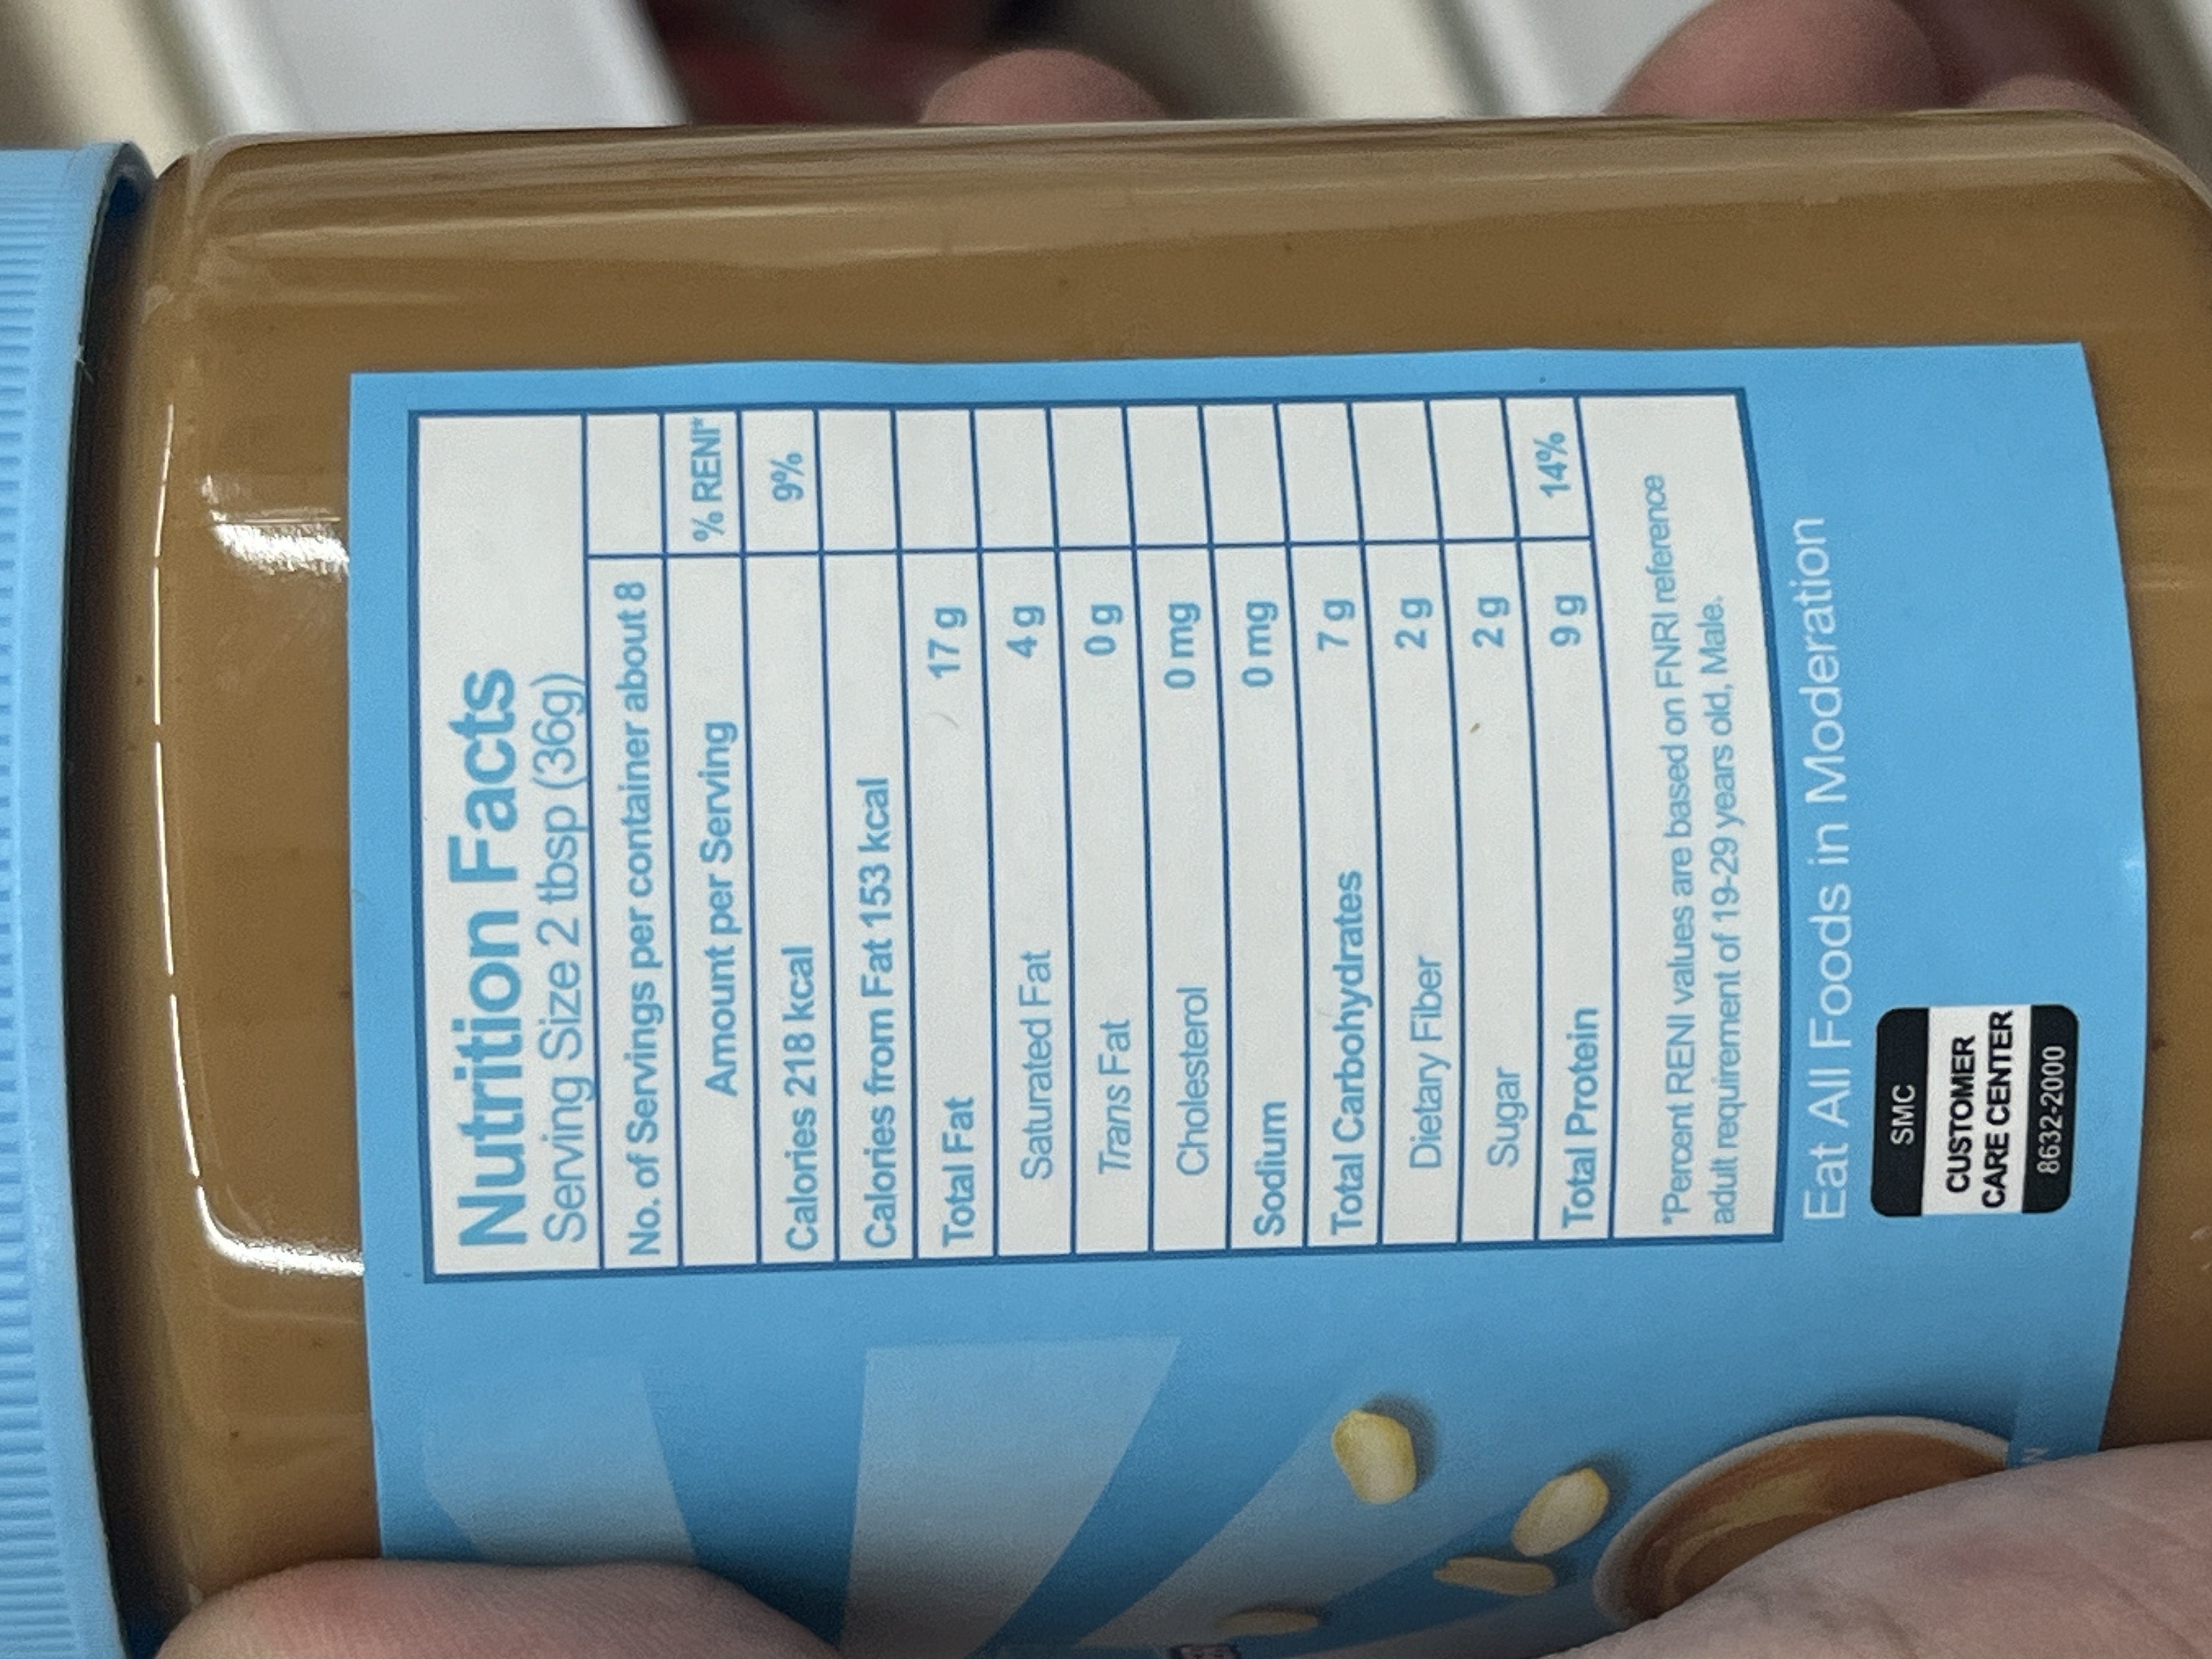 Nutrition Facts
Serving Size 2 tbsp (36g)
No. of Servings per container about 8
Amount per Serving % RENI*
Calories 218 kcal 9%
Calories from Fat 153 kcal
Total Fat 17 g
Saturated Fat 4 g
Trans Fat 0 g
Cholesterol 0 mg
Sodium 0 mg
Total Carbohydrates 7 g
Dietary Fiber 2 g
Sugar 2 g
Total Protein 9 g 14%
*Percent RENI values are based on FNRI reference
adult requirement of 19-29 years old, Male.
Eat All Foods in Moderation
SMC
CUSTOMER
CARE CENTER
8632-2000